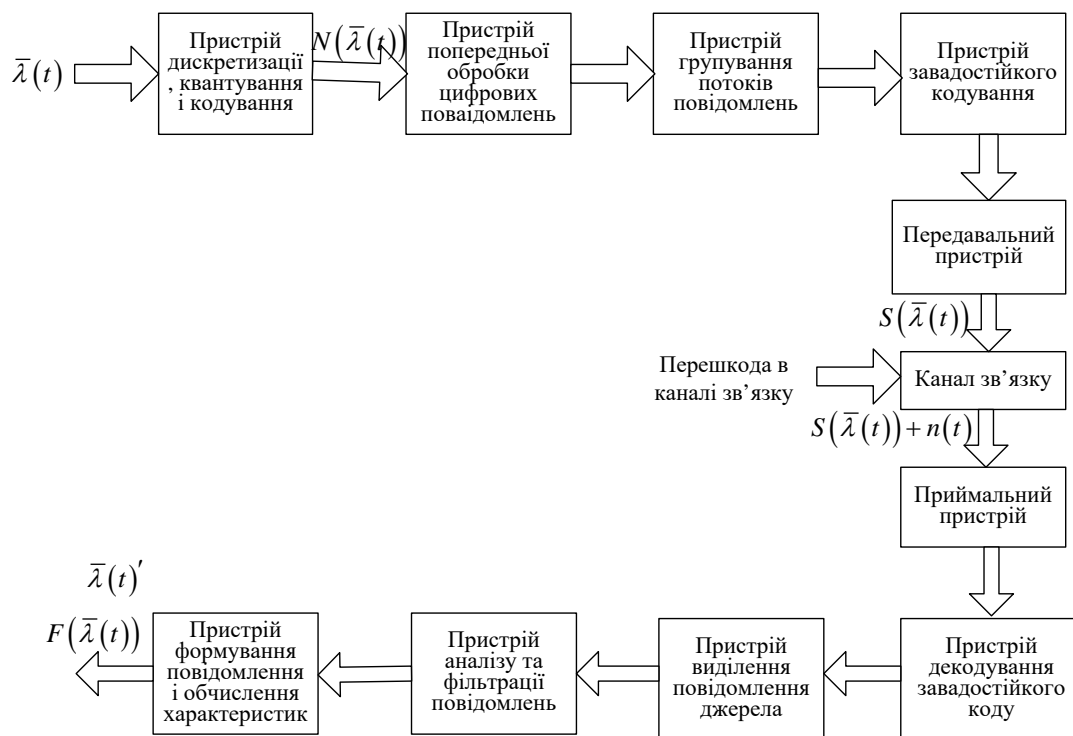 λ̅(t)
Пристрій
дискретизації
, квантування
і кодування
N(λ̅(t))
Пристрій
попередньої
обробки
цифрових
поваідомлень
Пристрій
групування
потоків
повідомлень
Пристрій
завадостійкого
кодування
Передавальний
пристрій
S(λ̅(t))
Перешкода в
каналі зв’язку
Канал зв’язку
S(λ̅(t))+n(t)
Приймальний
пристрій
Пристрій
декодування
завадостійкого
коду
Пристрій
виділення
повідомлення
джерела
Пристрій
аналізу та
фільтрації
повідомлень
Пристрій
формування
повідомлення
і обчислення
характеристик
λ̅(t)′
F(λ̅(t))